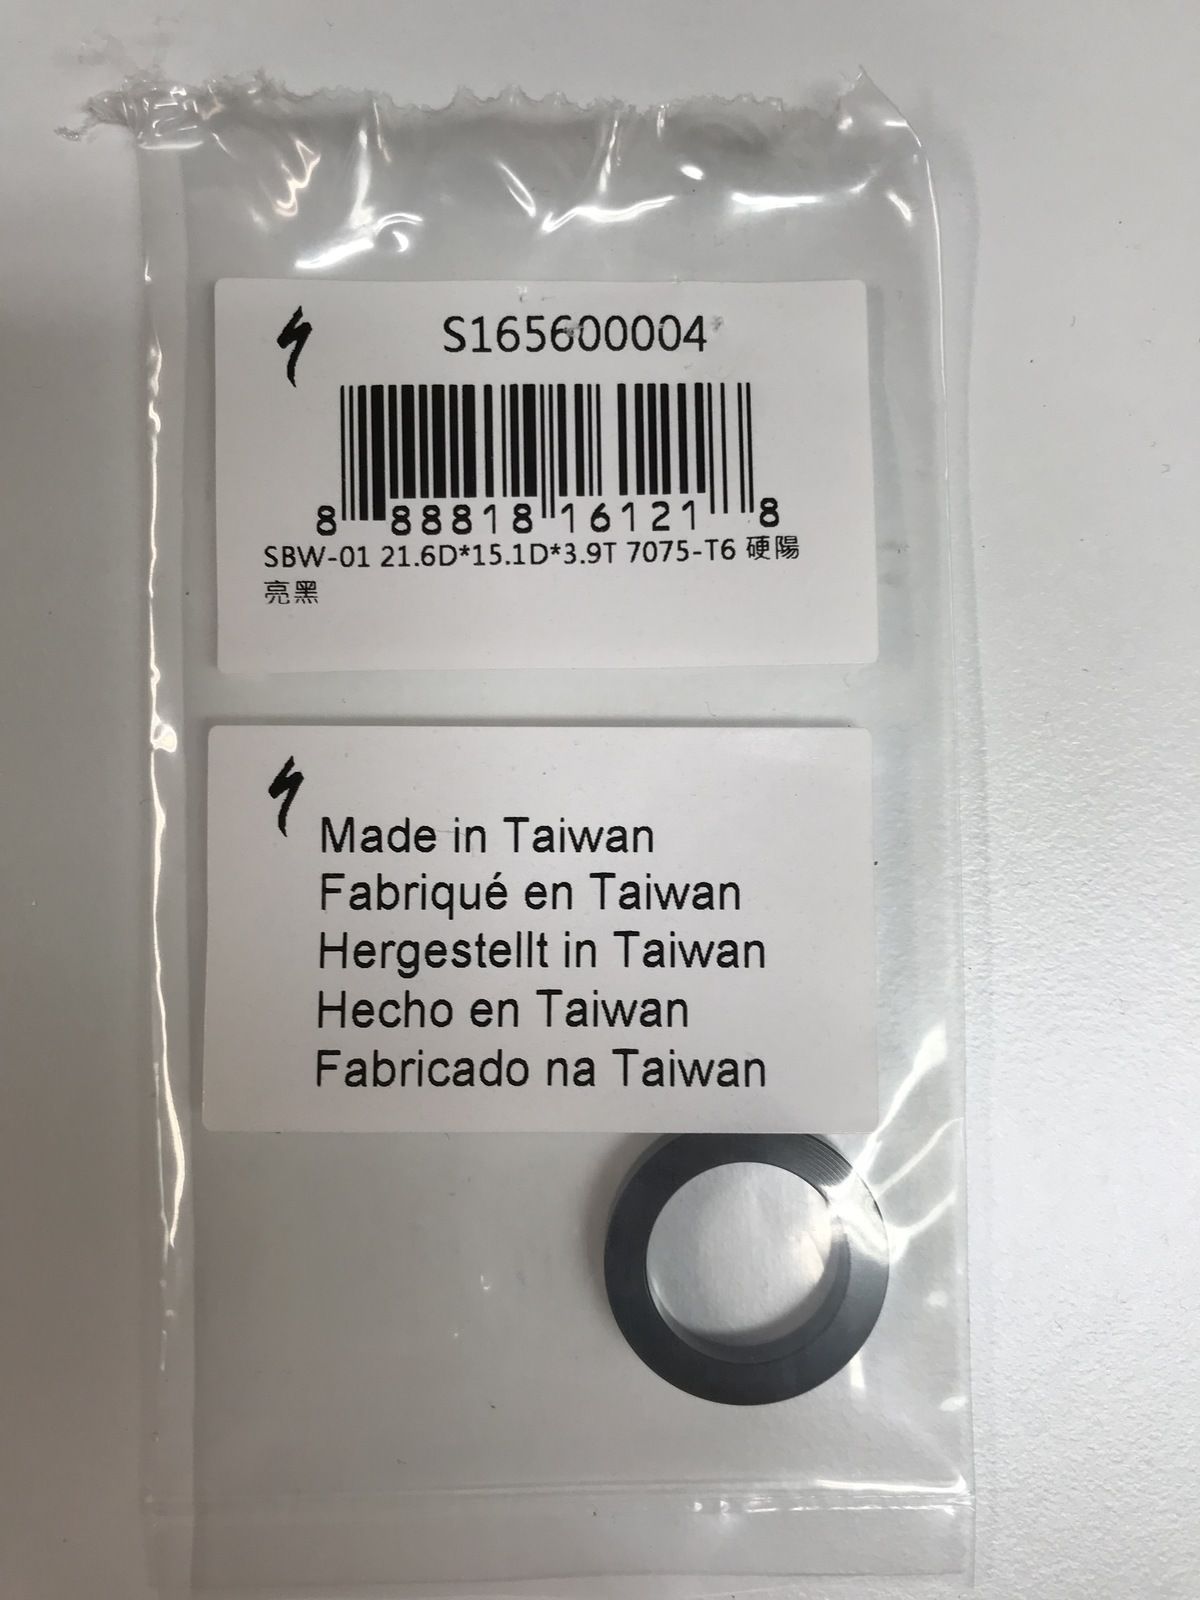 S165600004
8 88818 16121 8
SBW-01 21.6D*15.1D*3.9T 7075-T6 硬陽
亮黑
Made in Taiwan
Fabriqué en Taiwan
Hergestellt in Taiwan
Hecho en Taiwan
Fabricado na Taiwan